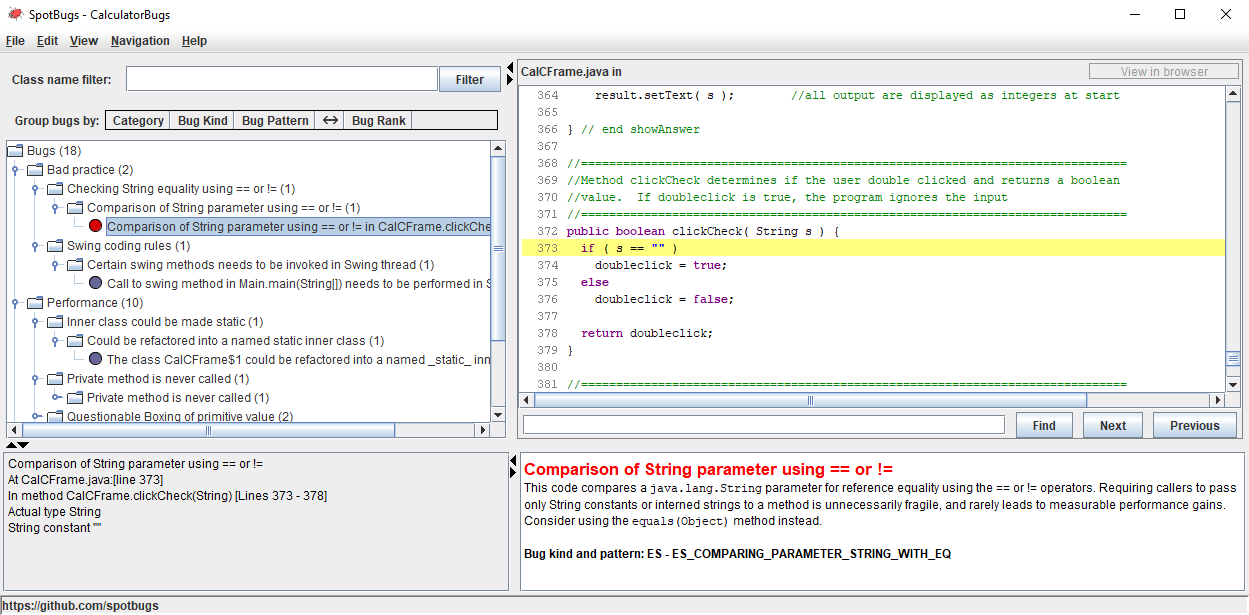 SpotBugs - CalculatorBugs
File Edit View Navigation Help
Class name filter: Filter
Group bugs by: Category Bug Kind Bug Pattern ↔ Bug Rank
Bugs (18)
Bad practice (2)
Checking String equality using == or != (1)
Comparison of String parameter using == or != (1)
Comparison of String parameter using == or != in CalCFrame.clickChe
Swing coding rules (1)
Certain swing methods needs to be invoked in Swing thread (1)
Call to swing method in Main.main(String[]) needs to be performed in S
Performance (10)
Inner class could be made static (1)
Could be refactored into a named static inner class (1)
The class CalCFrame$1 could be refactored into a named _static_ inn
Private method is never called (1)
Private method is never called (1)
Questionable Boxing of primitive value (2)
CalCFrame.java in
View in browser
364 result.setText( s ); //all output are displayed as integers at start
365
366 } // end showAnswer
367
368 //==============================================================================
369 //Method clickCheck determines if the user double clicked and returns a boolean
370 //value.  If doubleclick is true, the program ignores the input
371 //==============================================================================
372 public boolean clickCheck( String s ) {
373 if ( s == "" )
374 doubleclick = true;
375 else
376 doubleclick = false;
377
378 return doubleclick;
379 }
380
381 //==============================================================================
Find Next Previous
Comparison of String parameter using == or !=
At CalCFrame.java:[line 373]
In method CalCFrame.clickCheck(String) [Lines 373 - 378]
Actual type String
String constant ""
Comparison of String parameter using == or !=
This code compares a java.lang.String parameter for reference equality using the == or != operators. Requiring callers to pass
only String constants or interned strings to a method is unnecessarily fragile, and rarely leads to measurable performance gains.
Consider using the equals(Object) method instead.
Bug kind and pattern: ES - ES_COMPARING_PARAMETER_STRING_WITH_EQ
https://github.com/spotbugs